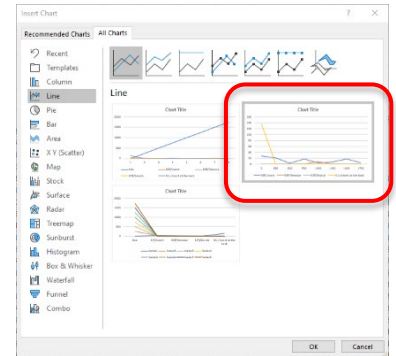 Insert Chart
? ×
Recommended Charts All Charts
Recent
Templates
Column
Line
Pie
Bar
Area
X Y (Scatter)
Map
Stock
Surface
Radar
Treemap
Sunburst
Histogram
Box & Whisker
Waterfall
Funnel
Combo
Line
Chart Title
Chart Title
Chart Title
OK Cancel